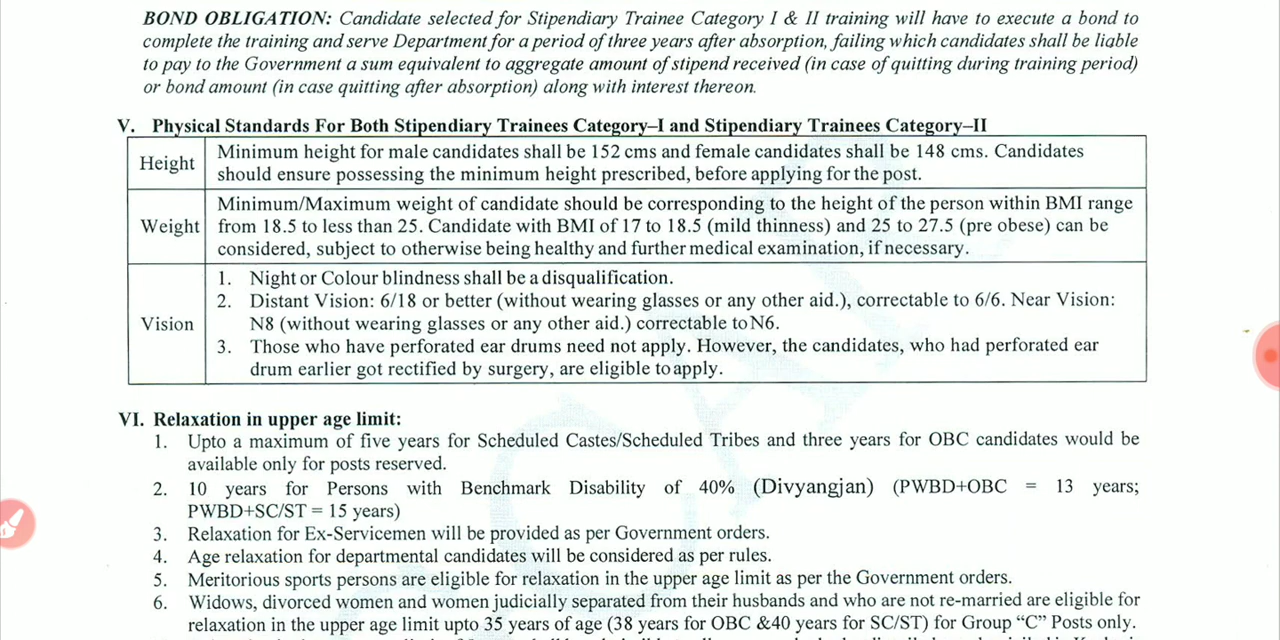 BOND OBLIGATION: Candidate selected for Stipendiary Trainee Category I & II training will have to execute a bond to
complete the training and serve Department for a period of three years after absorption, failing which candidates shall be liable
to pay to the Government a sum equivalent to aggregate amount of stipend received (in case of quitting during training period)
or bond amount (in case quitting after absorption) along with interest thereon.
V. Physical Standards For Both Stipendiary Trainees Category–I and Stipendiary Trainees Category–II
Height
Minimum height for male candidates shall be 152 cms and female candidates shall be 148 cms. Candidates
should ensure possessing the minimum height prescribed, before applying for the post.
Weight
Minimum/Maximum weight of candidate should be corresponding to the height of the person within BMI range
from 18.5 to less than 25. Candidate with BMI of 17 to 18.5 (mild thinness) and 25 to 27.5 (pre obese) can be
considered, subject to otherwise being healthy and further medical examination, if necessary.
Vision
1. Night or Colour blindness shall be a disqualification.
2. Distant Vision: 6/18 or better (without wearing glasses or any other aid.), correctable to 6/6. Near Vision:
N8 (without wearing glasses or any other aid.) correctable to N6.
3. Those who have perforated ear drums need not apply. However, the candidates, who had perforated ear
drum earlier got rectified by surgery, are eligible to apply.
VI. Relaxation in upper age limit:
1. Upto a maximum of five years for Scheduled Castes/Scheduled Tribes and three years for OBC candidates would be
available only for posts reserved.
2. 10 years for Persons with Benchmark Disability of 40% (Divyangjan) (PWBD+OBC = 13 years;
PWBD+SC/ST = 15 years)
3. Relaxation for Ex-Servicemen will be provided as per Government orders.
4. Age relaxation for departmental candidates will be considered as per rules.
5. Meritorious sports persons are eligible for relaxation in the upper age limit as per the Government orders.
6. Widows, divorced women and women judicially separated from their husbands and who are not re-married are eligible for
relaxation in the upper age limit upto 35 years of age (38 years for OBC &40 years for SC/ST) for Group “C” Posts only.